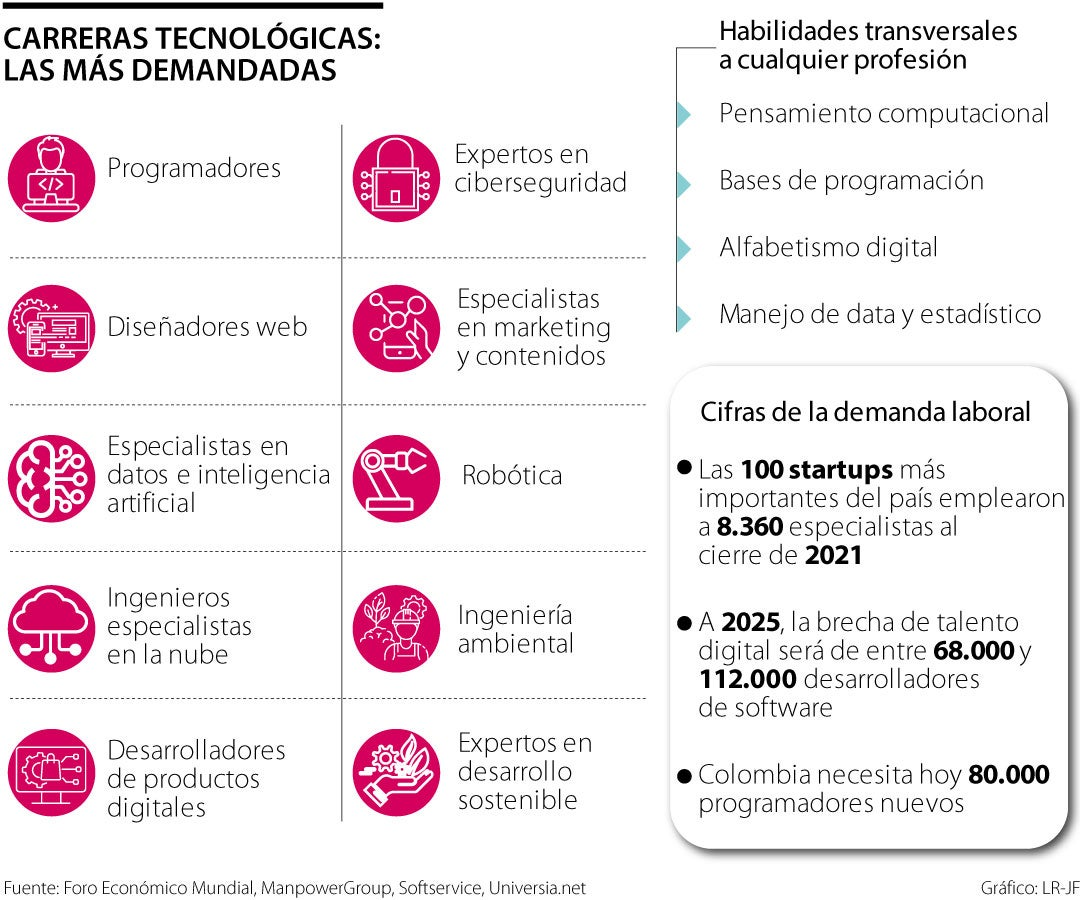 CARRERAS TECNOLÓGICAS:
LAS MÁS DEMANDADAS
Programadores
Diseñadores web
Especialistas en
datos e inteligencia
artificial
Ingenieros
especialistas
en la nube
Desarrolladores
de productos
digitales
Expertos en
ciberseguridad
Especialistas
en marketing
y contenidos
Robótica
Ingeniería
ambiental
Expertos en
desarrollo
sostenible
Habilidades transversales
a cualquier profesión
Pensamiento computacional
Bases de programación
Alfabetismo digital
Manejo de data y estadístico
Cifras de la demanda laboral
● Las 100 startups más
importantes del país emplearon
a 8.360 especialistas al
cierre de 2021
● A 2025, la brecha de talento
digital será de entre 68.000 y
112.000 desarrolladores
de software
● Colombia necesita hoy 80.000
programadores nuevos
Fuente: Foro Económico Mundial, ManpowerGroup, Softservice, Universia.net
Gráfico: LR-JF